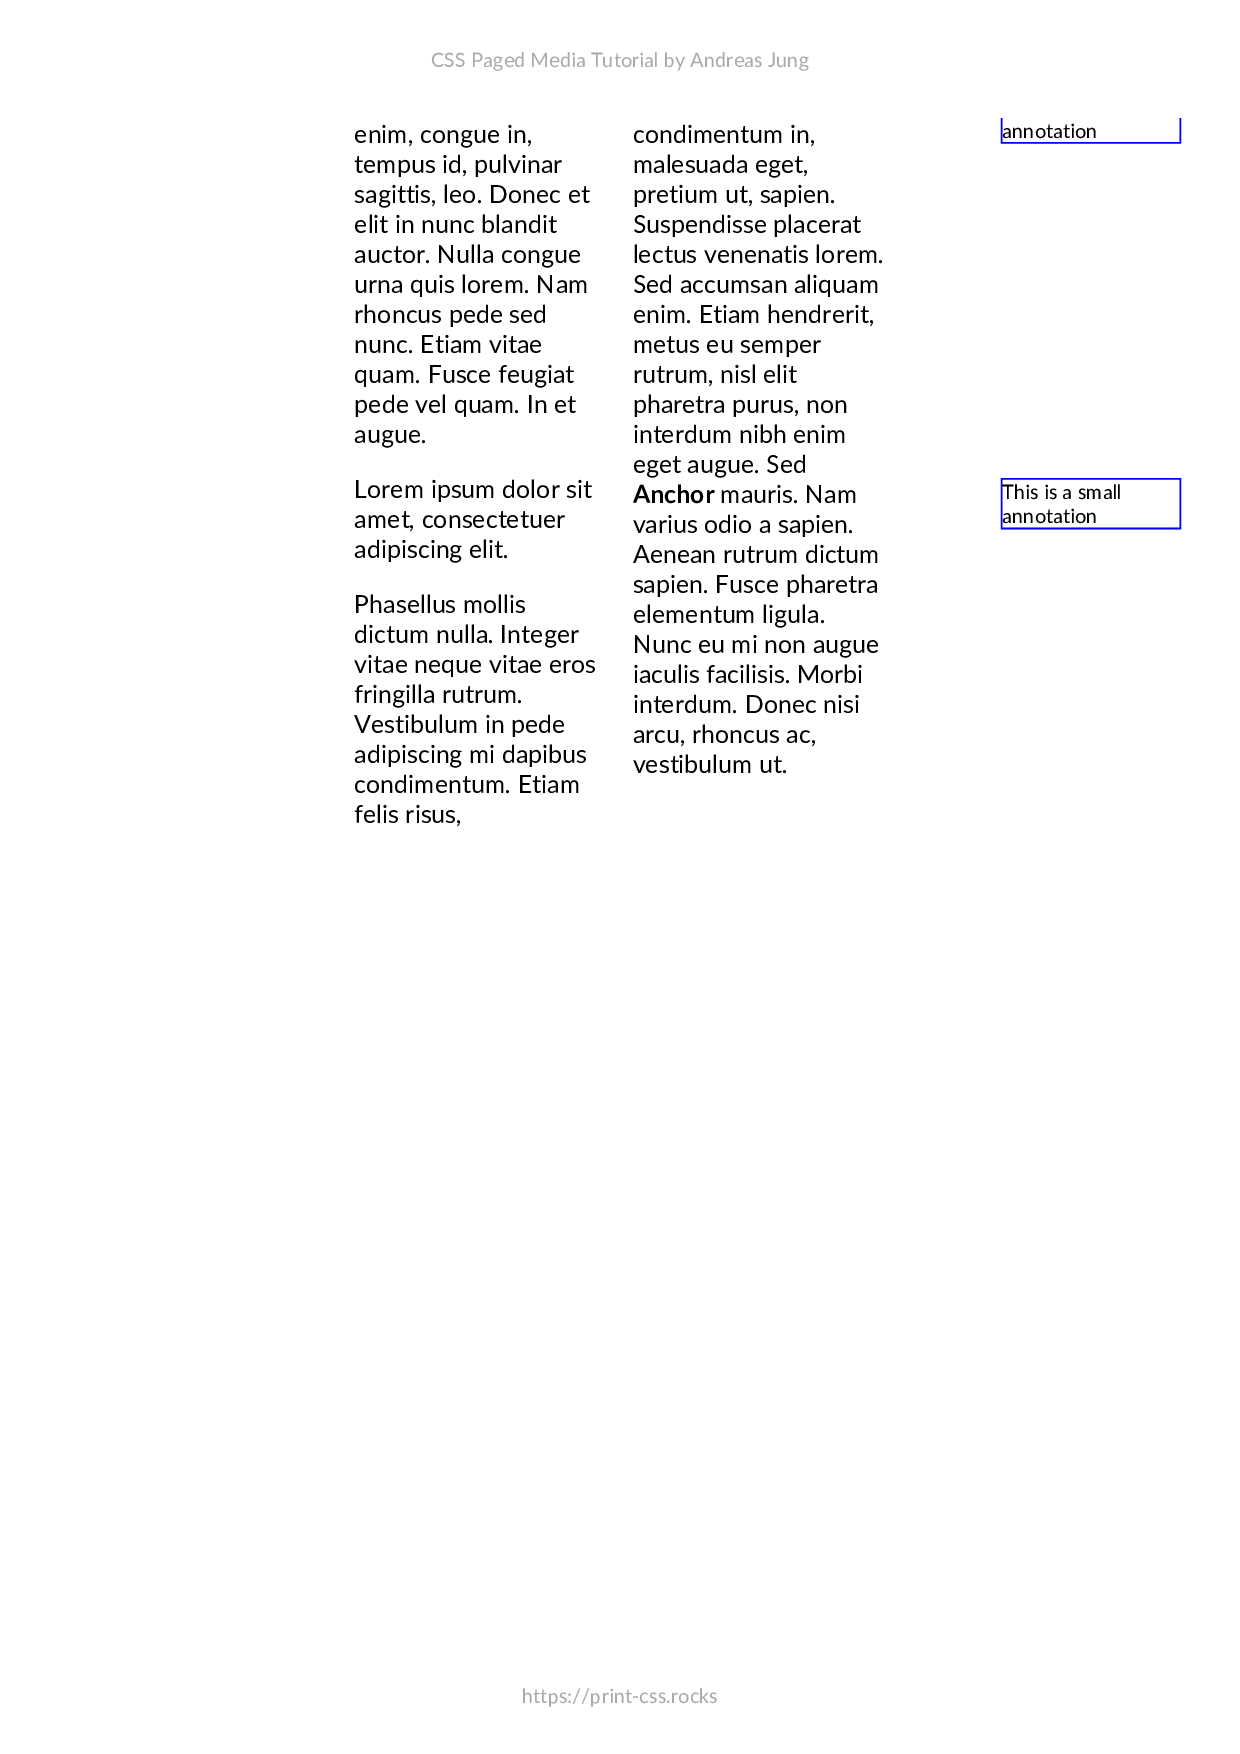 CSS Paged Media Tutorial by Andreas Jung
enim, congue in,
tempus id, pulvinar
sagittis, leo. Donec et
elit in nunc blandit
auctor. Nulla congue
urna quis lorem. Nam
rhoncus pede sed
nunc. Etiam vitae
quam. Fusce feugiat
pede vel quam. In et
augue.
Lorem ipsum dolor sit
amet, consectetuer
adipiscing elit.
Phasellus mollis
dictum nulla. Integer
vitae neque vitae eros
fringilla rutrum.
Vestibulum in pede
adipiscing mi dapibus
condimentum. Etiam
felis risus,
condimentum in,
malesuada eget,
pretium ut, sapien.
Suspendisse placerat
lectus venenatis lorem.
Sed accumsan aliquam
enim. Etiam hendrerit,
metus eu semper
rutrum, nisl elit
pharetra purus, non
interdum nibh enim
eget augue. Sed
Anchor mauris. Nam
varius odio a sapien.
Aenean rutrum dictum
sapien. Fusce pharetra
elementum ligula.
Nunc eu mi non augue
iaculis facilisis. Morbi
interdum. Donec nisi
arcu, rhoncus ac,
vestibulum ut.
annotation
This is a small
annotation
https://print-css.rocks